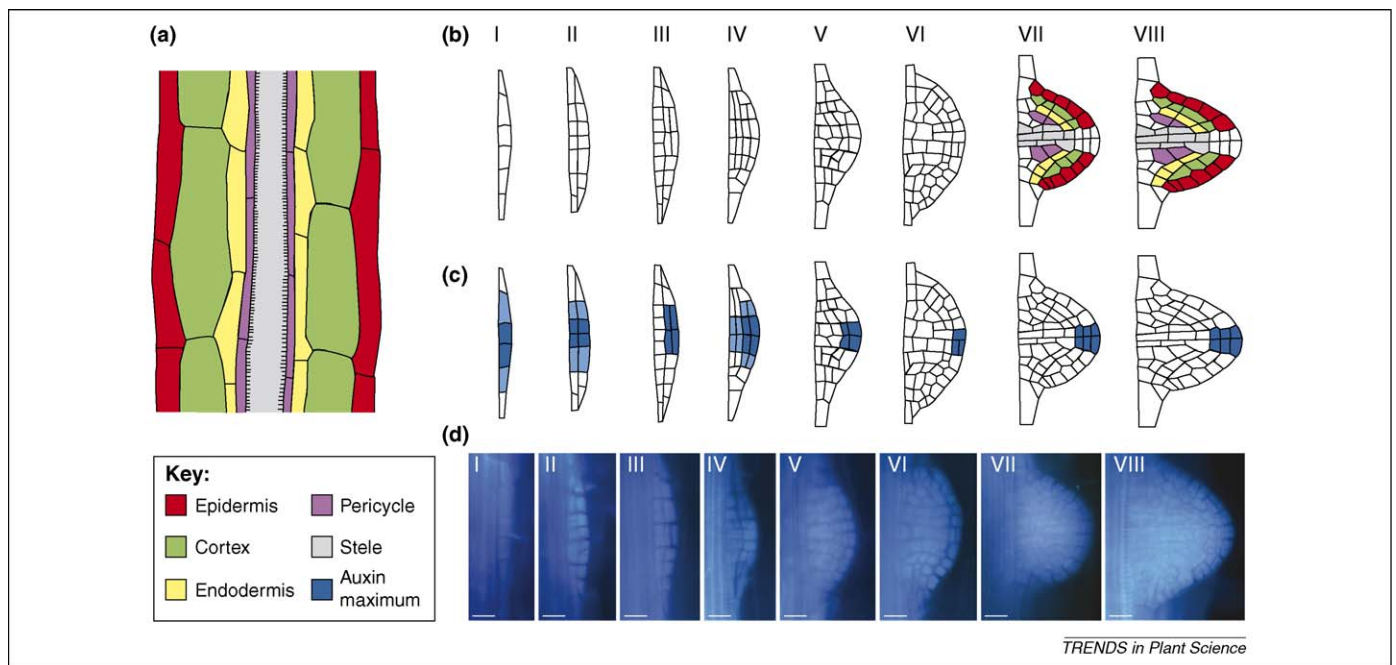 (a)
(b)
I II III IV V VI VII VIII
(c)
(d)
I II III IV V VI VII VIII
Key:
Epidermis
Pericycle
Cortex
Stele
Endodermis
Auxin
maximum
TRENDS in Plant Science